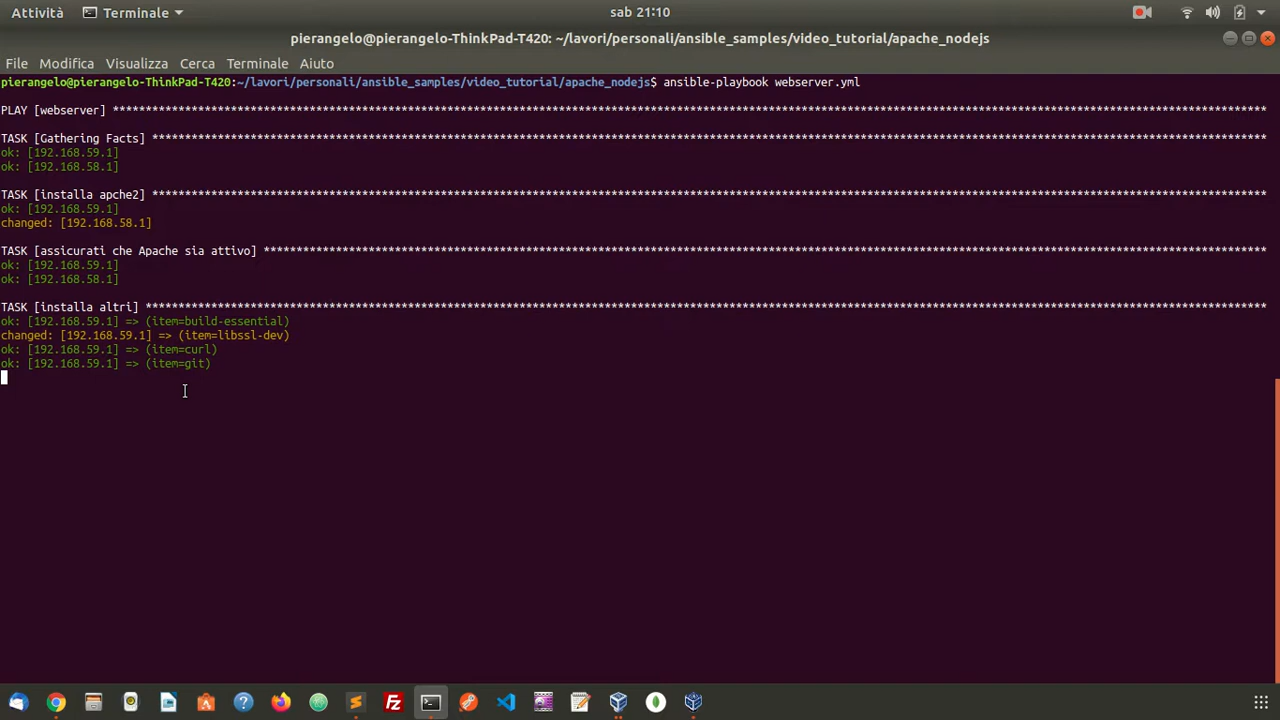 Attività Terminale sab 21:10
pierangelo@pierangelo-ThinkPad-T420: ~/lavori/personali/ansible_samples/video_tutorial/apache_nodejs
File Modifica Visualizza Cerca Terminale Aiuto
pierangelo@pierangelo-ThinkPad-T420:~/lavori/personali/ansible_samples/video_tutorial/apache_nodejs$ ansible-playbook webserver.yml
PLAY [webserver] ****************************************************************************************************************************************************************************
TASK [Gathering Facts] **********************************************************************************************************************************************************************
ok: [192.168.59.1]
ok: [192.168.58.1]
TASK [installa apche2] **********************************************************************************************************************************************************************
ok: [192.168.59.1]
changed: [192.168.58.1]
TASK [assicurati che Apache sia attivo] *****************************************************************************************************************************************************
ok: [192.168.59.1]
ok: [192.168.58.1]
TASK [installa altri] ***********************************************************************************************************************************************************************
ok: [192.168.59.1] => (item=build-essential)
changed: [192.168.59.1] => (item=libssl-dev)
ok: [192.168.59.1] => (item=curl)
ok: [192.168.59.1] => (item=git)